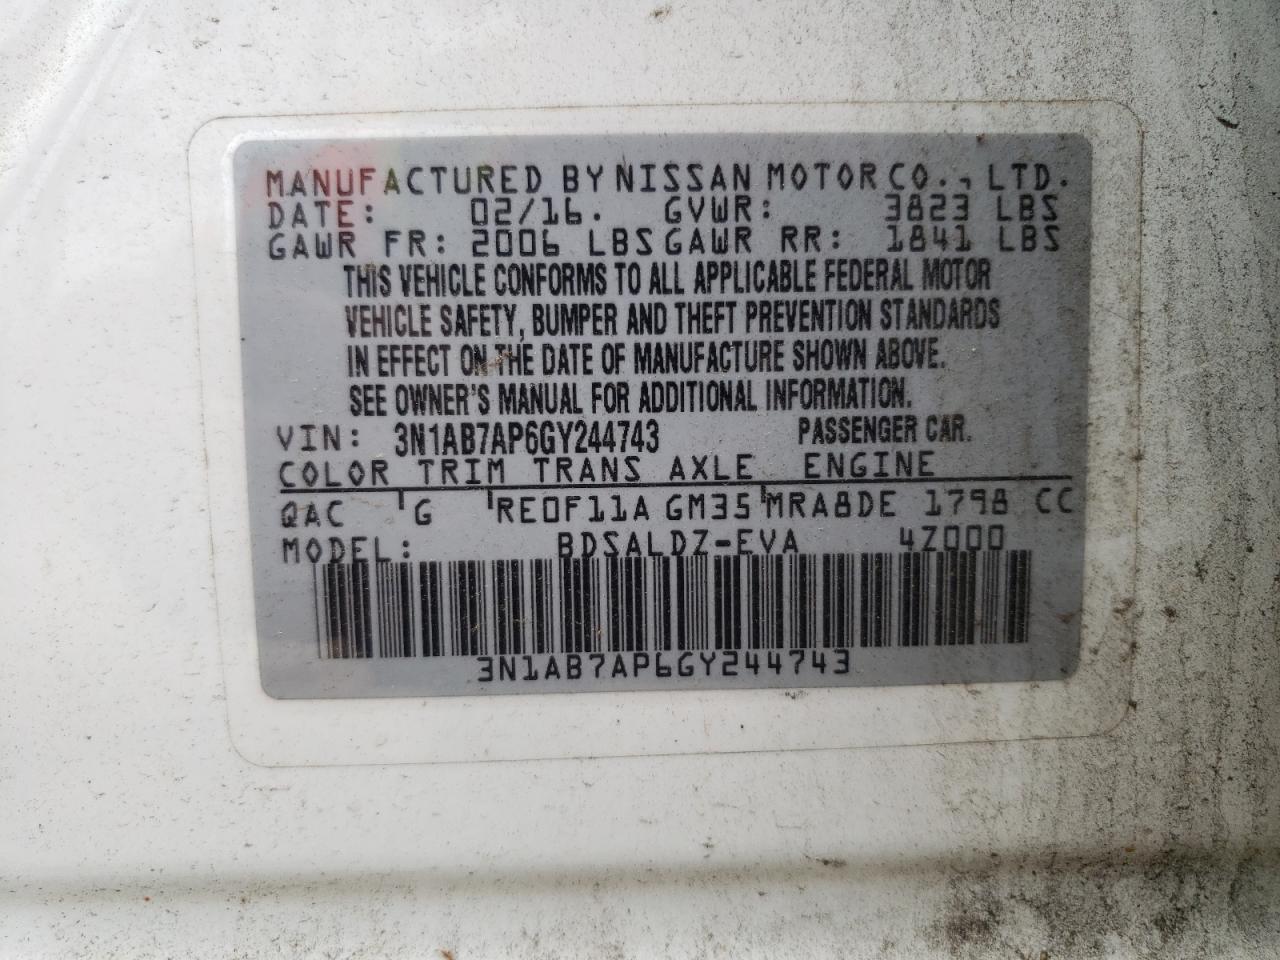 MANUFACTURED BY NISSAN MOTOR CO., LTD.
DATE: 02/16. GVWR: 3823 LBS
GAWR FR: 2006 LBS GAWR RR: 1841 LBS
THIS VEHICLE CONFORMS TO ALL APPLICABLE FEDERAL MOTOR
VEHICLE SAFETY, BUMPER AND THEFT PREVENTION STANDARDS
IN EFFECT ON THE DATE OF MANUFACTURE SHOWN ABOVE.
SEE OWNER'S MANUAL FOR ADDITIONAL INFORMATION.
VIN: 3N1AB7AP6GY244743 PASSENGER CAR.
COLOR TRIM TRANS AXLE ENGINE
QAC G RE0F11A GM35 MRA8DE 1798 CC
MODEL: BDSALDZ-EVA 4Z000
3N1AB7AP6GY244743